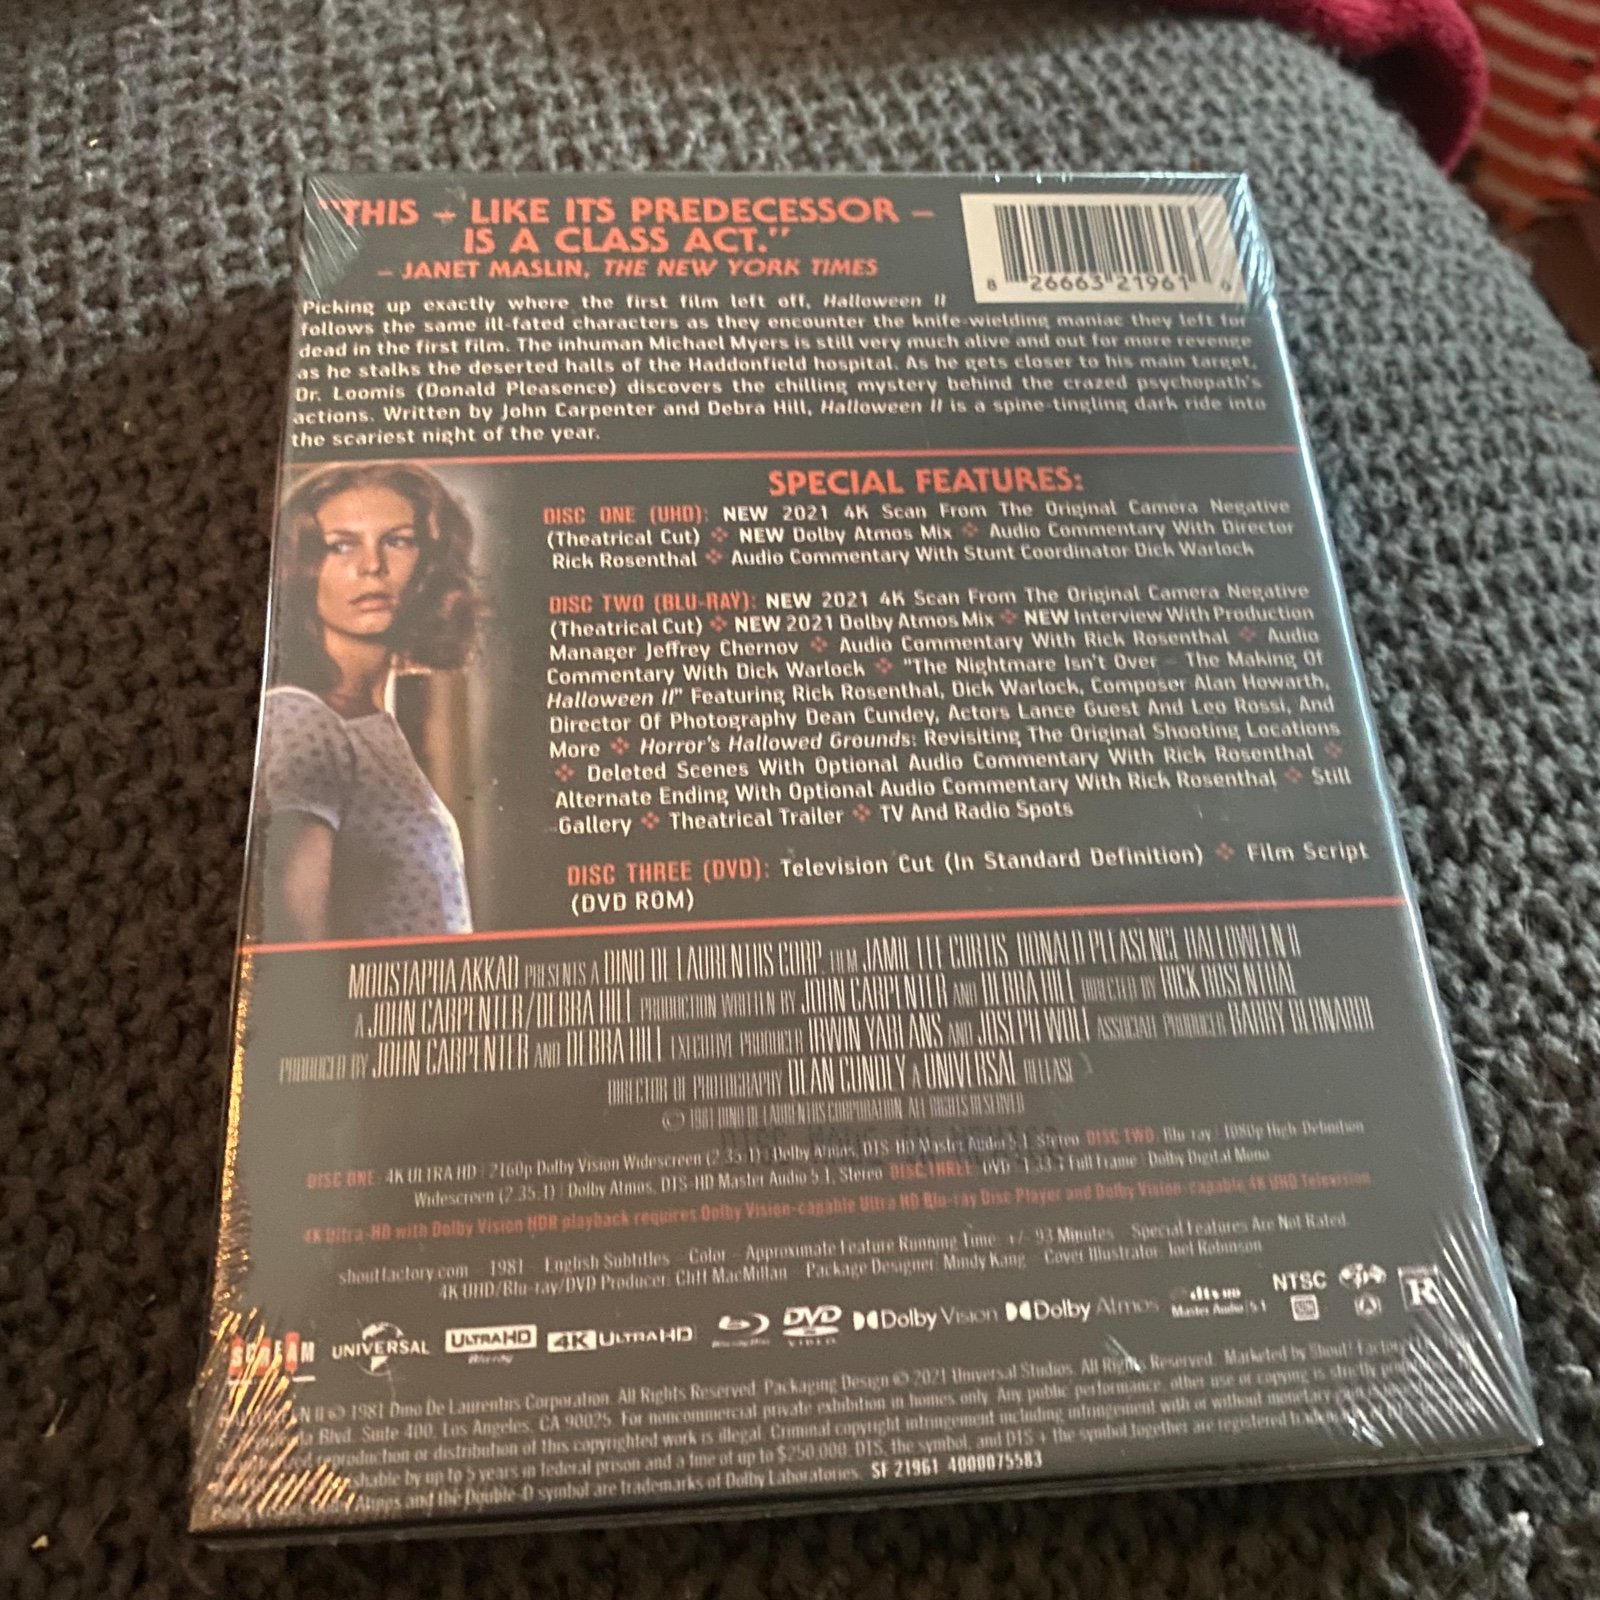 "THIS – LIKE ITS PREDECESSOR –
IS A CLASS ACT."
– JANET MASLIN, THE NEW YORK TIMES
8 26663 21961 6
Picking up exactly where the first film left off, Halloween II
follows the same ill-fated characters as they encounter the knife-wielding maniac they left for
dead in the first film. The inhuman Michael Myers is still very much alive and out for more revenge
as he stalks the deserted halls of the Haddonfield hospital. As he gets closer to his main target,
Dr. Loomis (Donald Pleasence) discovers the chilling mystery behind the crazed psychopath's
actions. Written by John Carpenter and Debra Hill, Halloween II is a spine-tingling dark ride into
the scariest night of the year.
SPECIAL FEATURES:
DISC ONE (UHD): NEW 2021 4K Scan From The Original Camera Negative
(Theatrical Cut) ❖ NEW Dolby Atmos Mix ❖ Audio Commentary With Director
Rick Rosenthal ❖ Audio Commentary With Stunt Coordinator Dick Warlock
DISC TWO (BLU-RAY): NEW 2021 4K Scan From The Original Camera Negative
(Theatrical Cut) ❖ NEW 2021 Dolby Atmos Mix ❖ NEW Interview With Production
Manager Jeffrey Chernov ❖ Audio Commentary With Rick Rosenthal ❖ Audio
Commentary With Dick Warlock ❖ "The Nightmare Isn't Over – The Making Of
Halloween II" Featuring Rick Rosenthal, Dick Warlock, Composer Alan Howarth,
Director Of Photography Dean Cundey, Actors Lance Guest And Leo Rossi, And
More ❖ Horror's Hallowed Grounds: Revisiting The Original Shooting Locations
❖ Deleted Scenes With Optional Audio Commentary With Rick Rosenthal ❖
Alternate Ending With Optional Audio Commentary With Rick Rosenthal ❖ Still
Gallery ❖ Theatrical Trailer ❖ TV And Radio Spots
DISC THREE (DVD): Television Cut (In Standard Definition) ❖ Film Script
(DVD ROM)
MOUSTAPHA AKKAD PRESENTS A DINO DE LAURENTIIS CORP. FILM JAMIE LEE CURTIS, DONALD PLEASENCE HALLOWEEN II
A JOHN CARPENTER/DEBRA HILL PRODUCTION WRITTEN BY JOHN CARPENTER AND DEBRA HILL DIRECTED BY RICK ROSENTHAL
PRODUCED BY JOHN CARPENTER AND DEBRA HILL EXECUTIVE PRODUCER IRWIN YABLANS AND JOSEPH WOLF ASSOCIATE PRODUCER BARRY BERNARDI
DIRECTOR OF PHOTOGRAPHY DEAN CUNDEY A UNIVERSAL RELEASE
© 1981 DINO DE LAURENTIIS CORPORATION. ALL RIGHTS RESERVED
DISC MADE IN MEXICO
DISC ONE: 4K ULTRA HD | 2160p Dolby Vision Widescreen (2.35:1) | Dolby Atmos, DTS-HD Master Audio 5.1, Stereo DISC TWO: Blu-ray | 1080p High-Definition
Widescreen (2.35:1) | Dolby Atmos, DTS-HD Master Audio 5.1, Stereo DISC THREE: DVD | 1.33:1 Full Frame | Dolby Digital Mono
4K Ultra-HD with Dolby Vision HDR playback requires Dolby Vision-capable Ultra HD Blu-ray Disc Player and Dolby Vision-capable 4K UHD Television
shoutfactory.com – 1981 – English Subtitles – Color – Approximate Feature Running Time: +/- 93 Minutes – Special Features Are Not Rated.
4K UHD/Blu-ray/DVD Producer: Cliff MacMillan – Package Designer: Mindy Kang – Cover Illustrator: Joel Robinson
SCREAM UNIVERSAL ULTRA HD Blu-ray 4K ULTRA HD DVD VIDEO Dolby Vision Dolby Atmos dts-HD Master Audio 5.1 NTSC R
II © 1981 Dino De Laurentiis Corporation. All Rights Reserved. Packaging Design © 2021 Universal Studios. All Rights Reserved. Marketed by Shout! Factory
Blvd. Suite 400, Los Angeles, CA 90025. For noncommercial private exhibition in homes only. Any public performance, other use or copying is strictly
reproduction or distribution of this copyrighted work is illegal. Criminal copyright infringement including infringement with or without monetary gain
by up to 5 years in federal prison and a fine of up to $250,000. DTS, the symbol, and DTS + the symbol together are registered
Atmos and the Double-D symbol are trademarks of Dolby Laboratories. SF 21961 4000075583